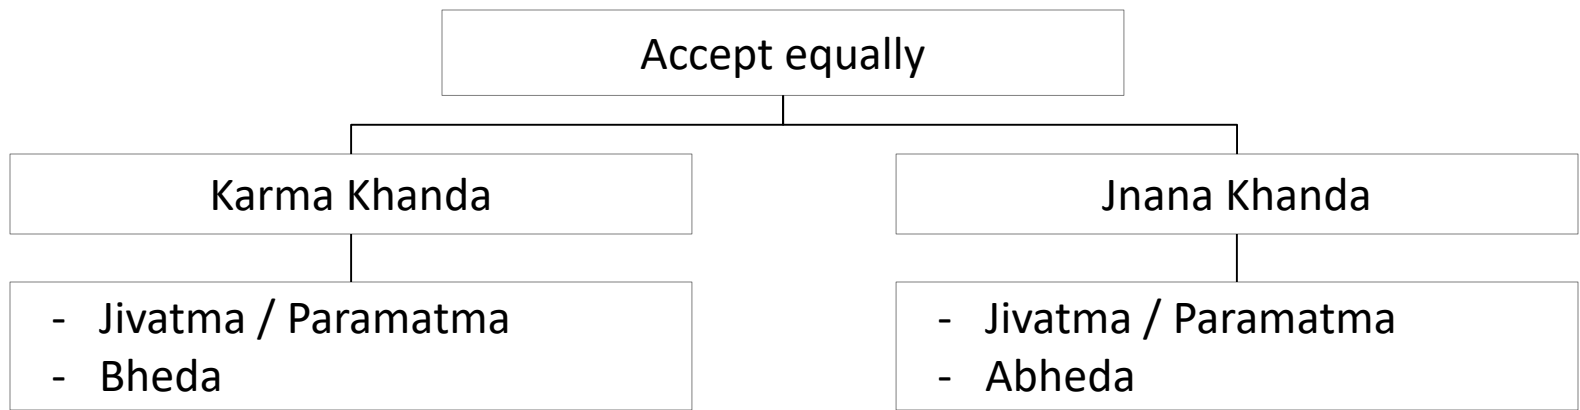 Accept equally
Karma Khanda
Jnana Khanda
- Jivatma / Paramatma
- Bheda
- Jivatma / Paramatma
- Abheda